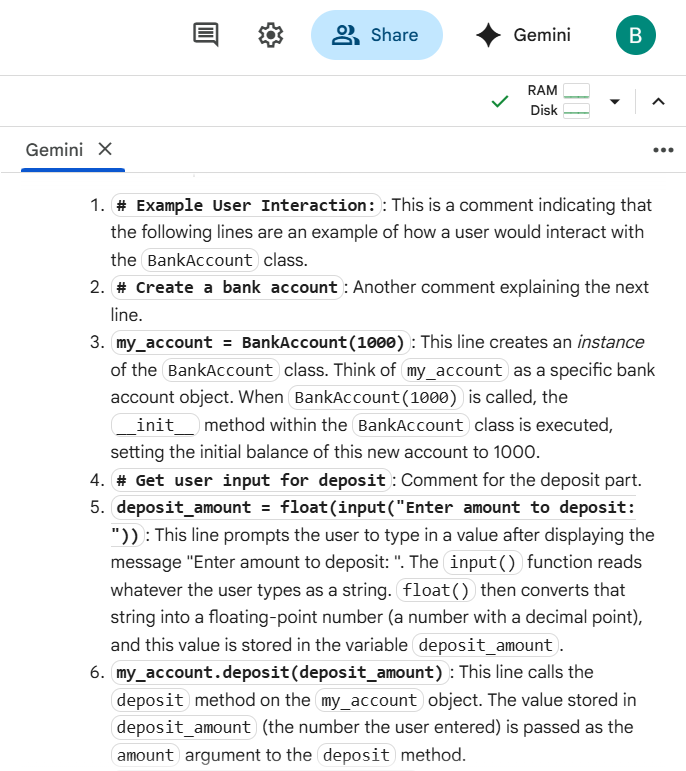 Share
Gemini
B
RAM
Disk
Gemini
1. # Example User Interaction:: This is a comment indicating that
the following lines are an example of how a user would interact with
the BankAccount class.
2. # Create a bank account: Another comment explaining the next
line.
3. my_account = BankAccount(1000): This line creates an instance
of the BankAccount class. Think of my_account as a specific bank
account object. When BankAccount(1000) is called, the
__init__ method within the BankAccount class is executed,
setting the initial balance of this new account to 1000.
4. # Get user input for deposit: Comment for the deposit part.
5. deposit_amount = float(input("Enter amount to deposit:
")): This line prompts the user to type in a value after displaying the
message "Enter amount to deposit: ". The input() function reads
whatever the user types as a string. float() then converts that
string into a floating-point number (a number with a decimal point),
and this value is stored in the variable deposit_amount.
6. my_account.deposit(deposit_amount): This line calls the
deposit method on the my_account object. The value stored in
deposit_amount (the number the user entered) is passed as the
amount argument to the deposit method.